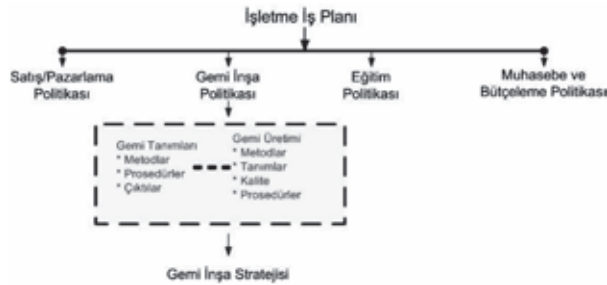 İşletme İş Planı
Satış/Pazarlama
Politikası
Gemi İnşa
Politikası
Eğitim
Politikası
Muhasebe ve
Bütçeleme Politikası
Gemi Tanımları
* Metodlar
* Prosedürler
* Çıktılar
Gemi Üretimi
* Metodlar
* Tanımlar
* Kalite
* Prosedürler
Gemi İnşa Stratejisi